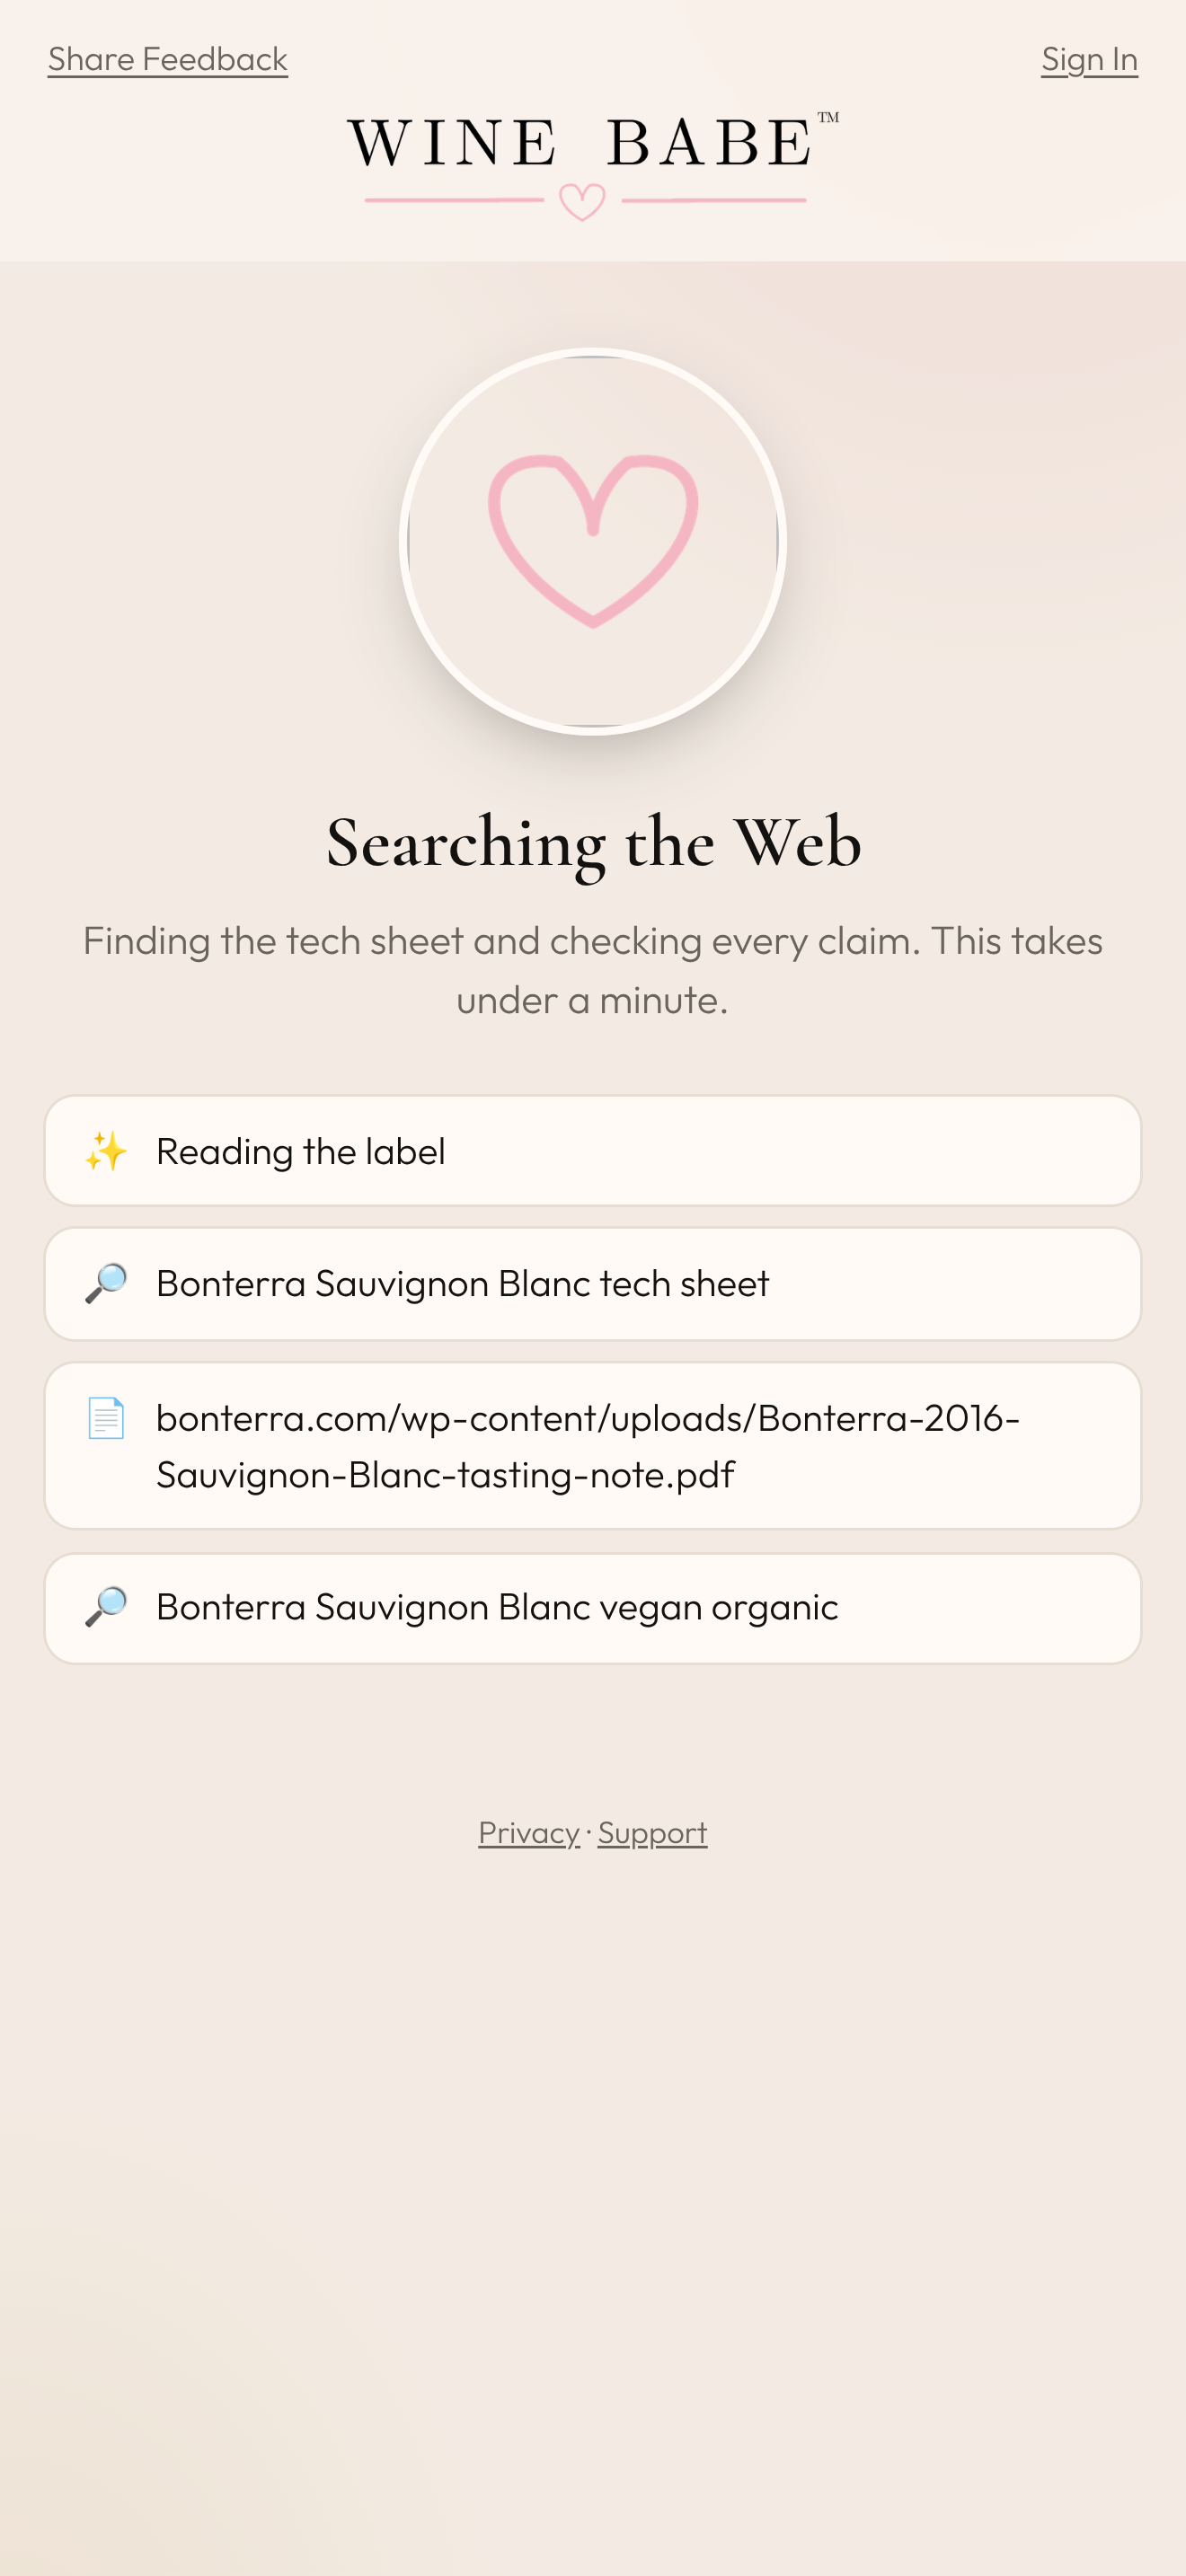 Share Feedback
Sign In
WINE BABE™
Searching the Web
Finding the tech sheet and checking every claim. This takes
under a minute.
✨ Reading the label
🔎 Bonterra Sauvignon Blanc tech sheet
📄 bonterra.com/wp-content/uploads/Bonterra-2016-
Sauvignon-Blanc-tasting-note.pdf
🔎 Bonterra Sauvignon Blanc vegan organic
Privacy · Support